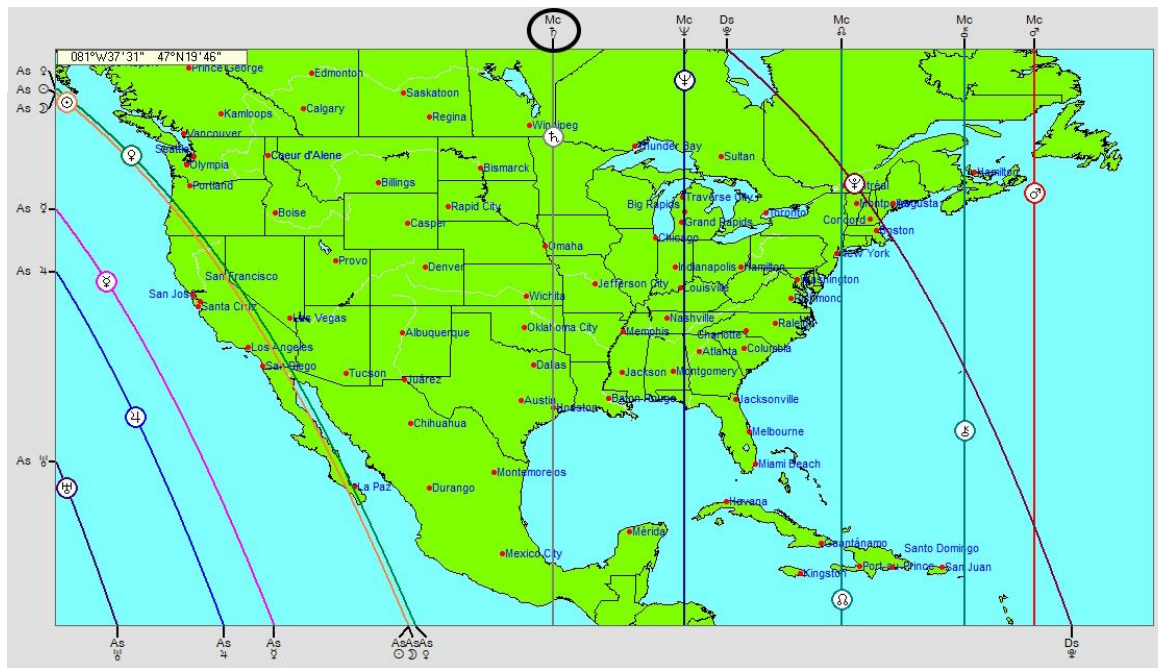 Mc
Mc
Ds
Mc
Mc
Mc
081°W37'31" 47°N19'46"
As ♀
As ☉
As ☽
As ☿
As ♃
As ♅
Prince George
Edmonton
Saskatoon
Kamloops
Calgary
Regina
Winnipeg
Vancouver
Seattle
Olympia
Coeur d'Alene
Thunder Bay
Sultan
Hamilton
Portland
Billings
Bismarck
Boise
Casper
Rapid City
Big Rapids
Traverse City
Grand Rapids
Toronto
Augusta
Concord
Boston
Omaha
Chicago
New York
San Francisco
Provo
Denver
Indianapolis
Hamilton
Washington
San José
Santa Cruz
Wichita
Jefferson City
Louisville
Richmond
Las Vegas
Albuquerque
Oklahoma City
Memphis
Nashville
Charlotte
Raleigh
Los Angeles
San Diego
Tucson
Juárez
Dallas
Jackson
Montgomery
Atlanta
Columbia
Austin
Houston
Baton Rouge
Jacksonville
Chihuahua
Melbourne
Miami Beach
La Paz
Durango
Montemorelos
Havana
Mexico City
Mérida
Guantánamo
Santo Domingo
Kingston
Port-au-Prince
San Juan
As
As
As
As
As
As
Ds